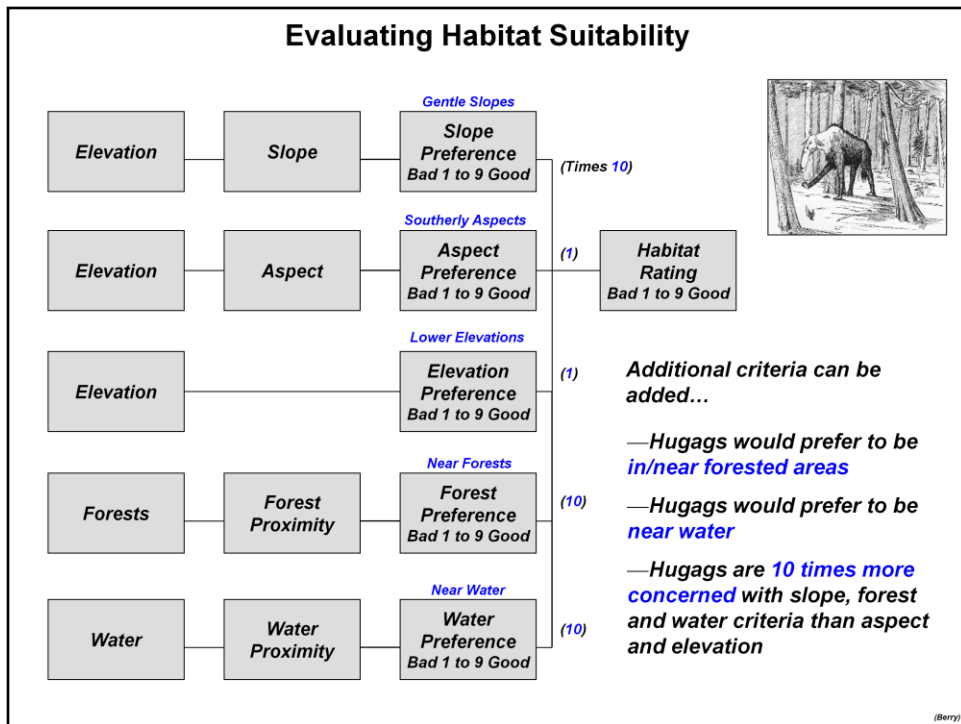 Evaluating Habitat Suitability
Gentle Slopes
Elevation
Slope
Slope
Preference
Bad 1 to 9 Good
(Times 10)
Southerly Aspects
Elevation
Aspect
Aspect
Preference
Bad 1 to 9 Good
(1)
Habitat
Rating
Bad 1 to 9 Good
Lower Elevations
Elevation
Elevation
Preference
Bad 1 to 9 Good
(1)
Near Forests
Forests
Forest
Proximity
Forest
Preference
Bad 1 to 9 Good
(10)
Near Water
Water
Water
Proximity
Water
Preference
Bad 1 to 9 Good
(10)
Additional criteria can be
added…
—Hugags would prefer to be
in/near forested areas
—Hugags would prefer to be
near water
—Hugags are 10 times more
concerned with slope, forest
and water criteria than aspect
and elevation
(Berry)